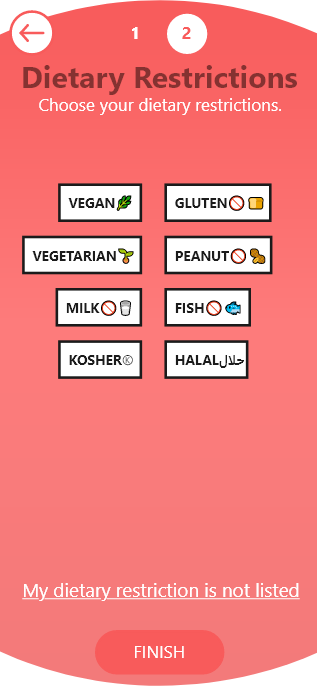 1 2
Dietary Restrictions
Choose your dietary restrictions.
VEGAN GLUTEN
VEGETARIAN PEANUT
MILK FISH
KOSHERⓀ HALALحلال
My dietary restriction is not listed
FINISH